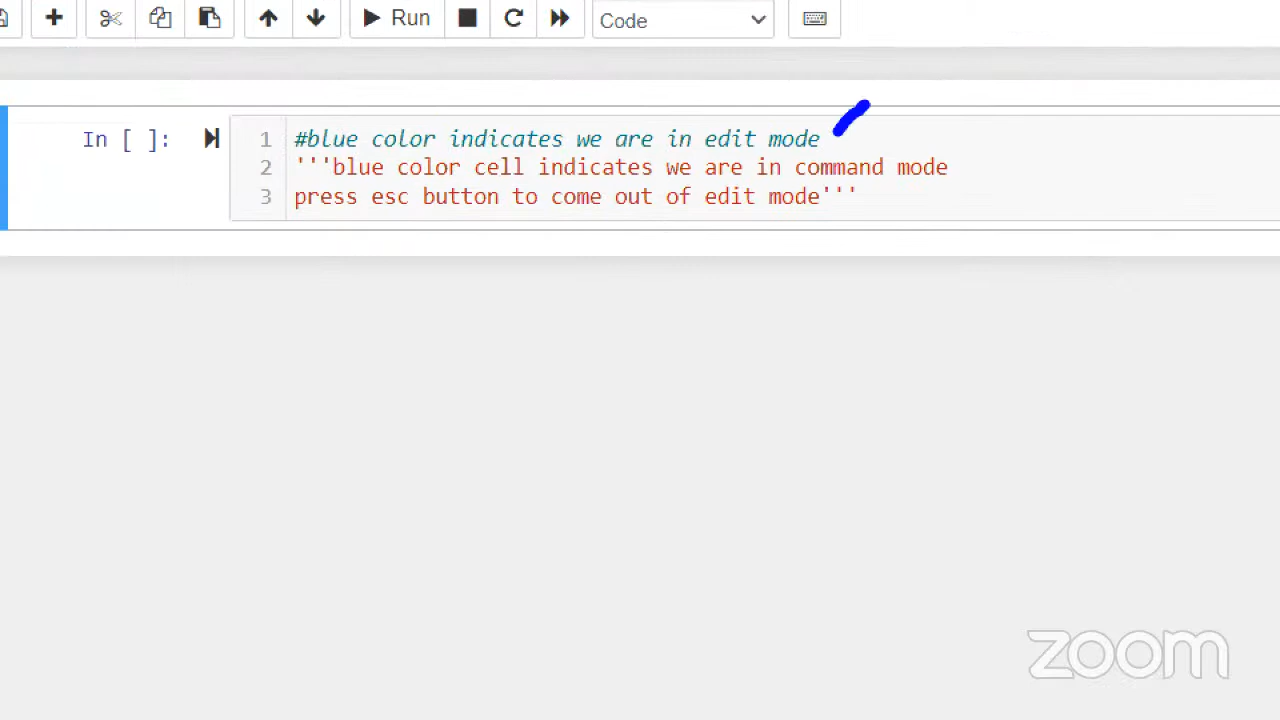 Run
Code
In [ ]:
1 #blue color indicates we are in edit mode
2 '''blue color cell indicates we are in command mode
3 press esc button to come out of edit mode'''
zoom